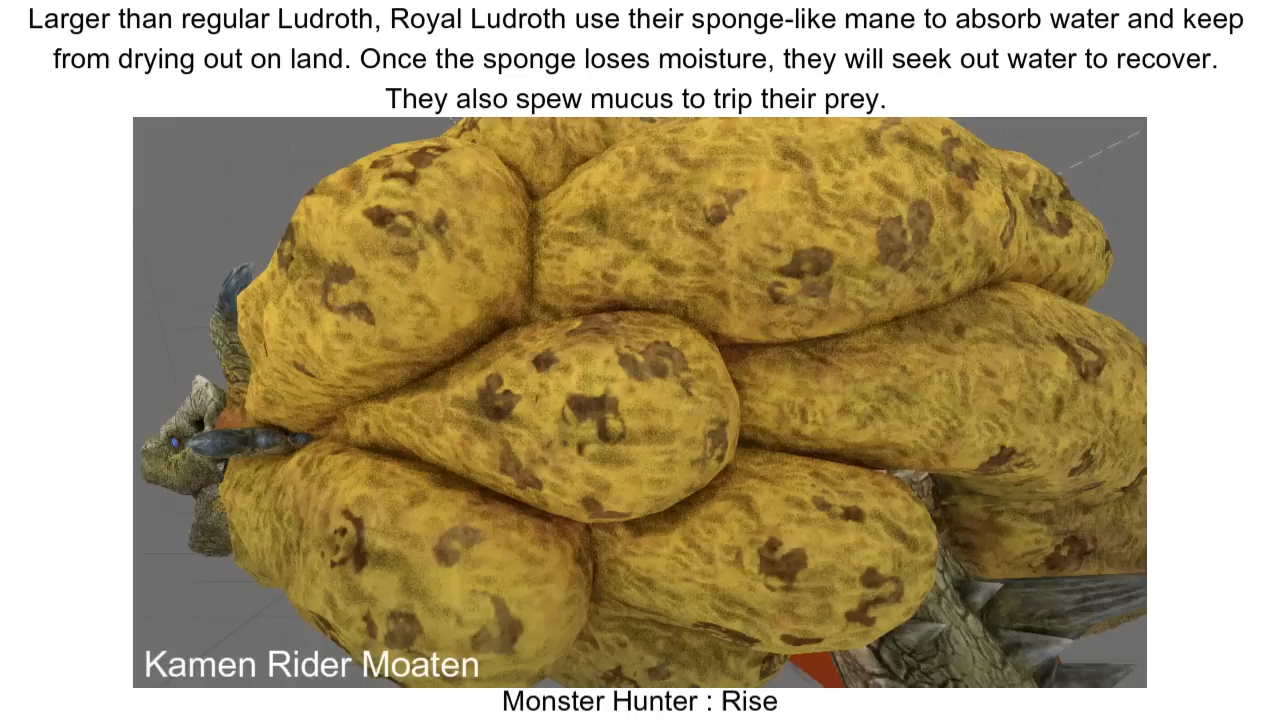 Larger than regular Ludroth, Royal Ludroth use their sponge-like mane to absorb water and keep
from drying out on land. Once the sponge loses moisture, they will seek out water to recover.
They also spew mucus to trip their prey.
Kamen Rider Moaten
Monster Hunter : Rise